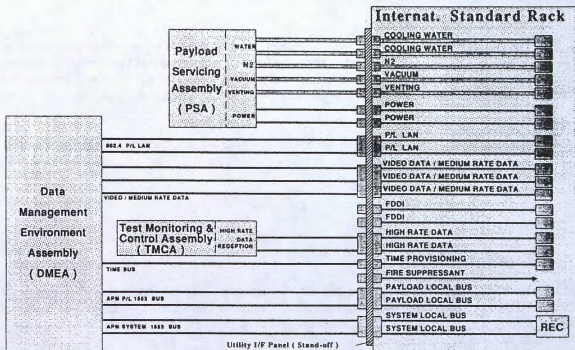 Internat. Standard Rack
Payload
Servicing
Assembly
( PSA )
WATER
N2
VACUUM
VENTING
POWER
COOLING WATER
COOLING WATER
N2
VACUUM
VENTING
POWER
POWER
P/L LAN
P/L LAN
VIDEO DATA / MEDIUM RATE DATA
VIDEO DATA / MEDIUM RATE DATA
VIDEO DATA / MEDIUM RATE DATA
FDDI
FDDI
HIGH RATE DATA
HIGH RATE DATA
TIME PROVISIONING
FIRE SUPPRESSANT
PAYLOAD LOCAL BUS
PAYLOAD LOCAL BUS
SYSTEM LOCAL BUS
SYSTEM LOCAL BUS
REC
Data
Management
Environment
Assembly
( DMEA )
802.4 P/L LAN
VIDEO / MEDIUM RATE DATA
Test Monitoring &
Control Assembly
( TMCA )
HIGH RATE
DATA
RECEPTION
TIME BUS
APM P/L 1553 BUS
APM SYSTEM 1553 BUS
Utility I/F Panel ( Stand-off )